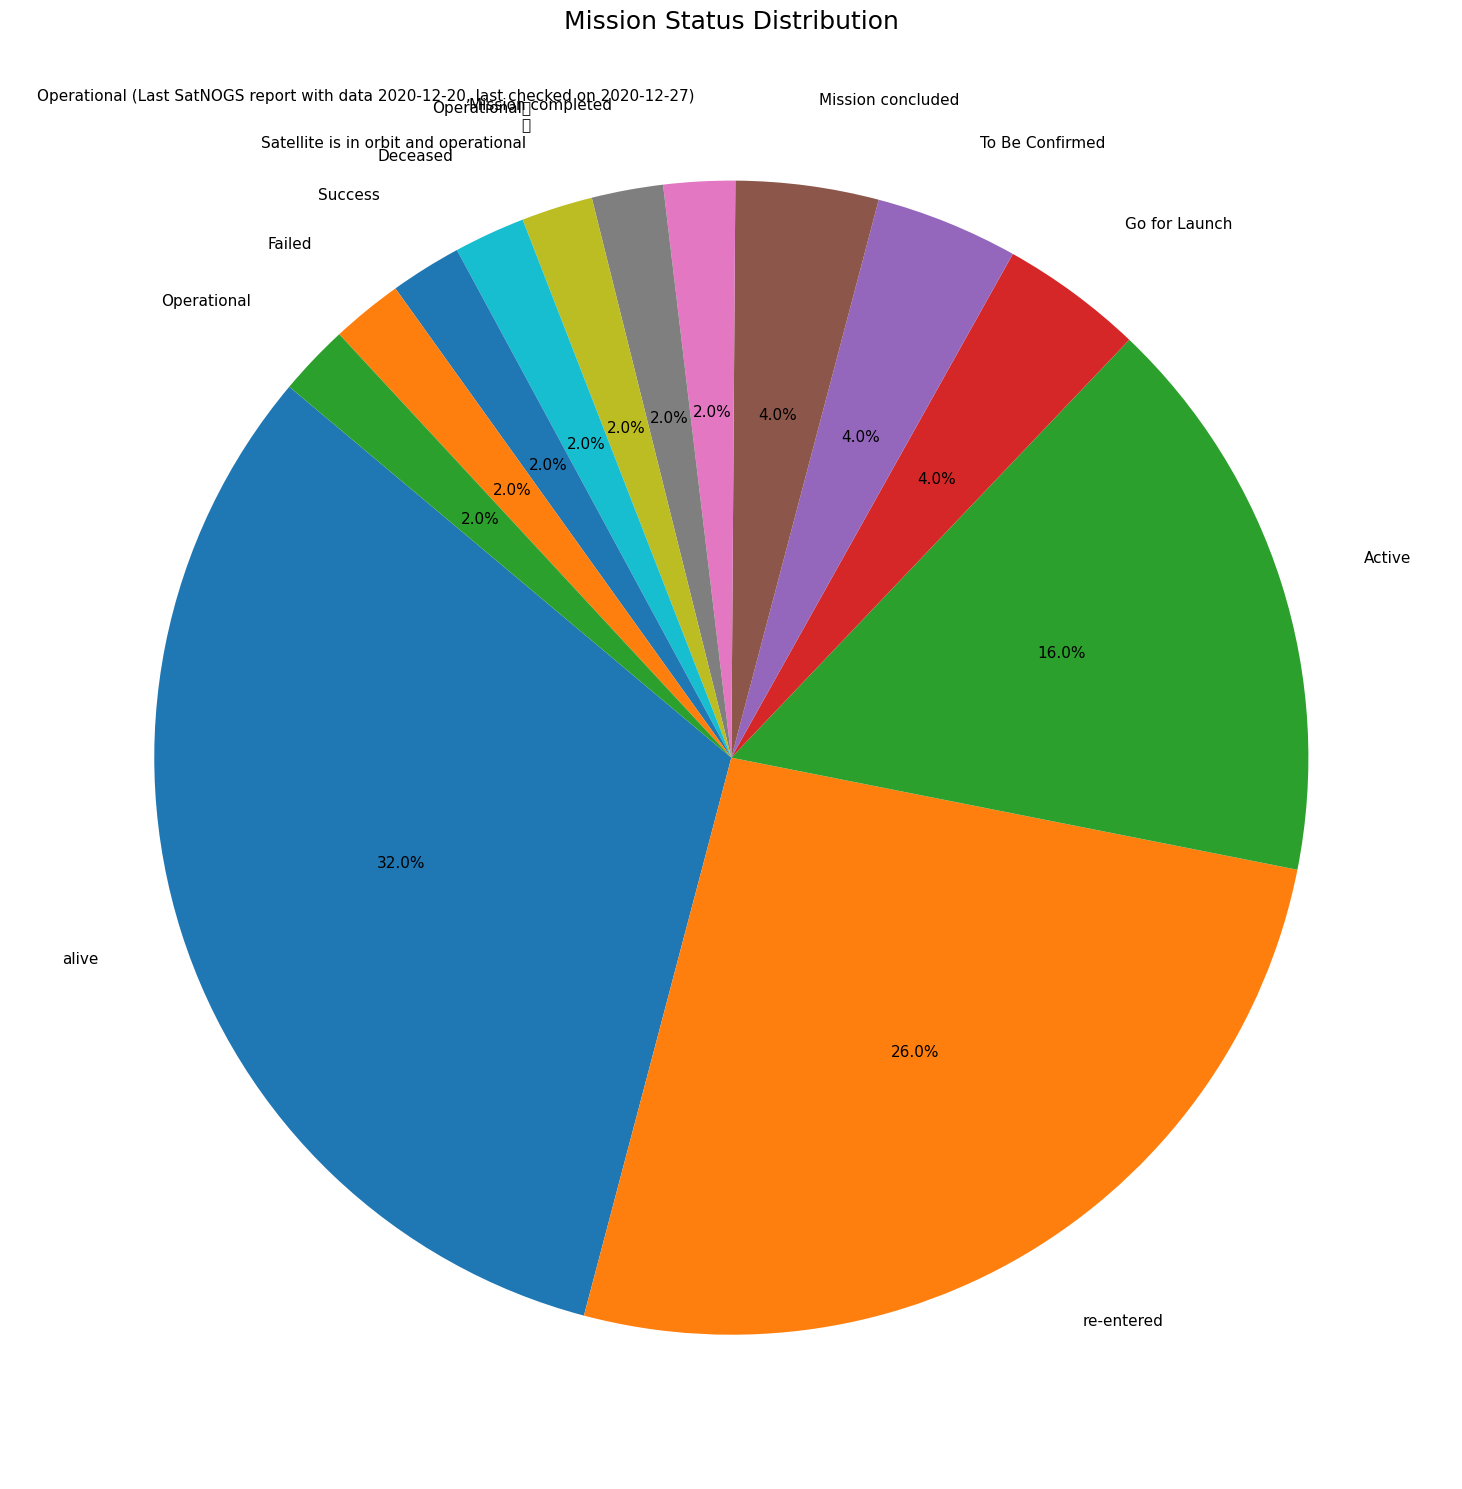 Mission Status Distribution
Operational (Last SatNOGS report with data 2020-12-20, last checked on 2020-12-27)
Mission completed
Operational
Mission concluded
Satellite is in orbit and operational
To Be Confirmed
Deceased
Success
Go for Launch
Failed
Operational
Active
alive
re-entered
2.0%
2.0%
2.0%
2.0%
2.0%
2.0%
2.0%
4.0%
4.0%
4.0%
16.0%
32.0%
26.0%